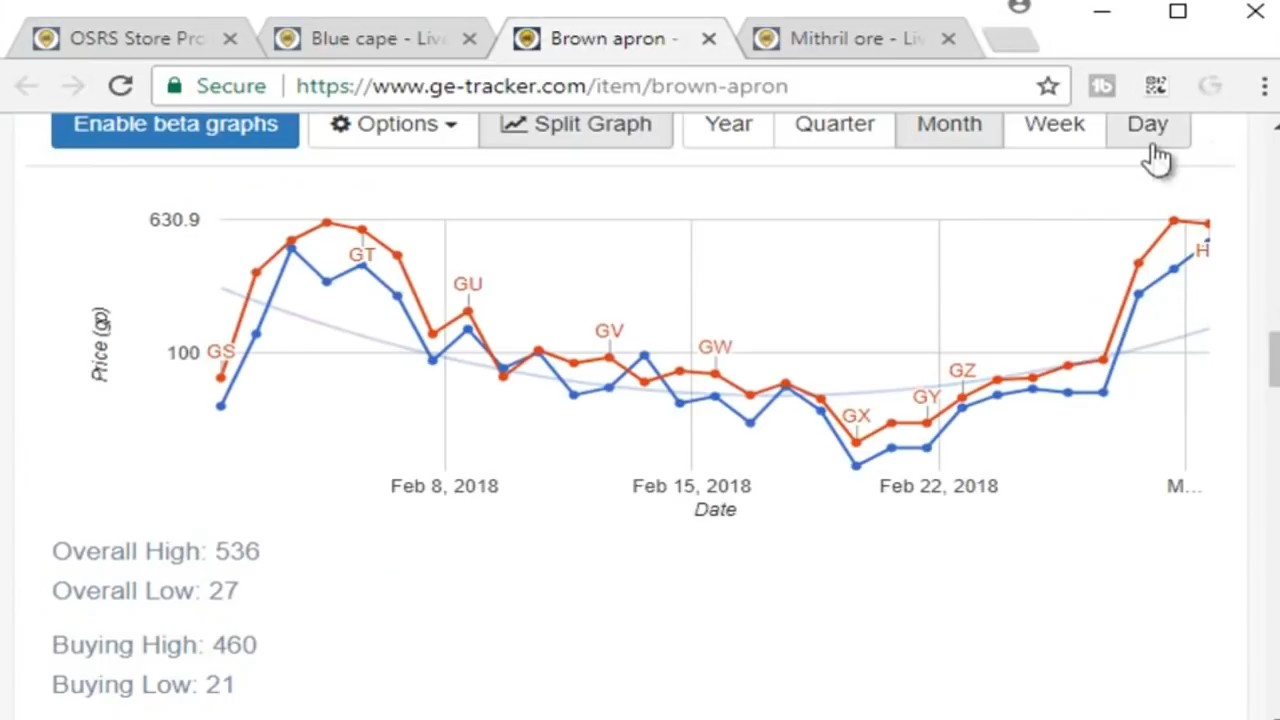 OSRS Store Pro
Blue cape - Liv
Brown apron -
Mithril ore - Liv
Secure https://www.ge-tracker.com/item/brown-apron
Enable beta graphs
Options
Split Graph
Year
Quarter
Month
Week
Day
630.9
100
Price (gp)
GS
GT
GU
GV
GW
GX
GY
GZ
H
Feb 8, 2018
Feb 15, 2018
Feb 22, 2018
M...
Date
Overall High: 536
Overall Low: 27
Buying High: 460
Buying Low: 21